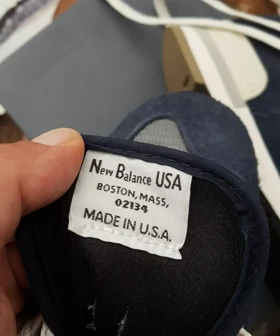 New Balance USA
BOSTON, MASS,
02134
MADE IN U.S.A.